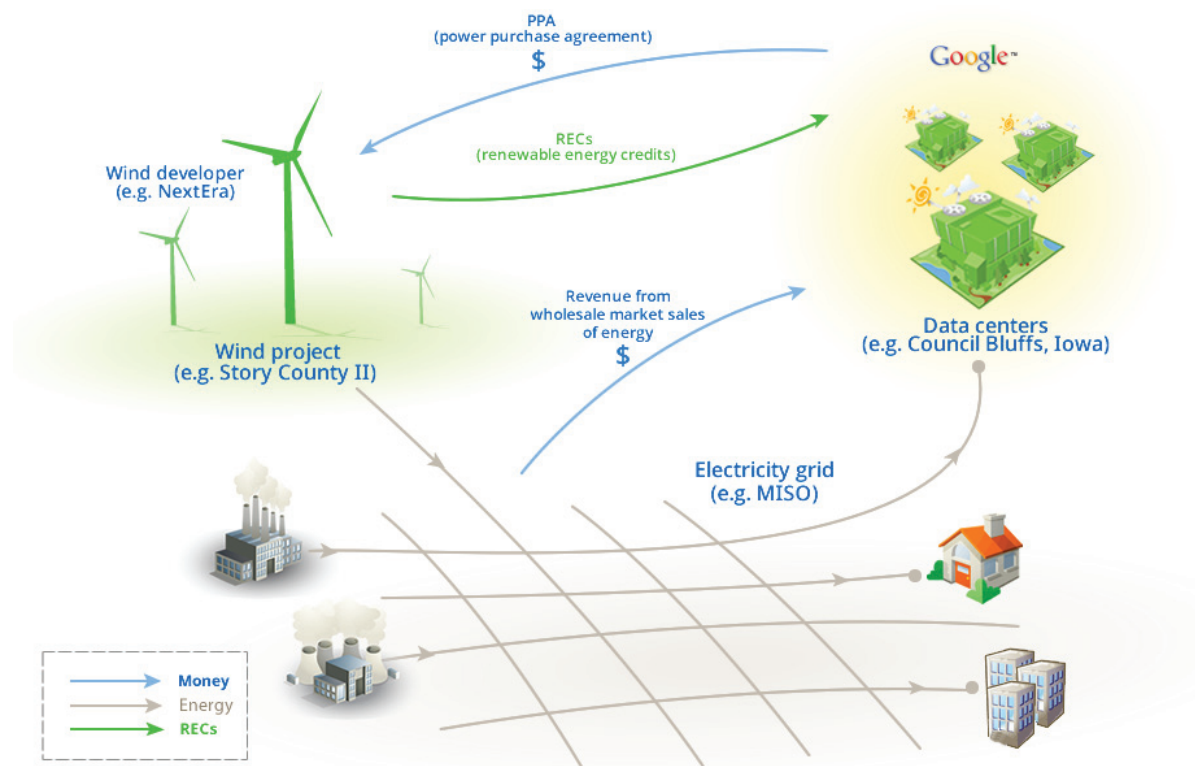 PPA
(power purchase agreement)
$
Google™
RECs
(renewable energy credits)
Wind developer
(e.g. NextEra)
Revenue from
wholesale market sales
of energy
$
Data centers
(e.g. Council Bluffs, Iowa)
Wind project
(e.g. Story County II)
Electricity grid
(e.g. MISO)
Money
Energy
RECs